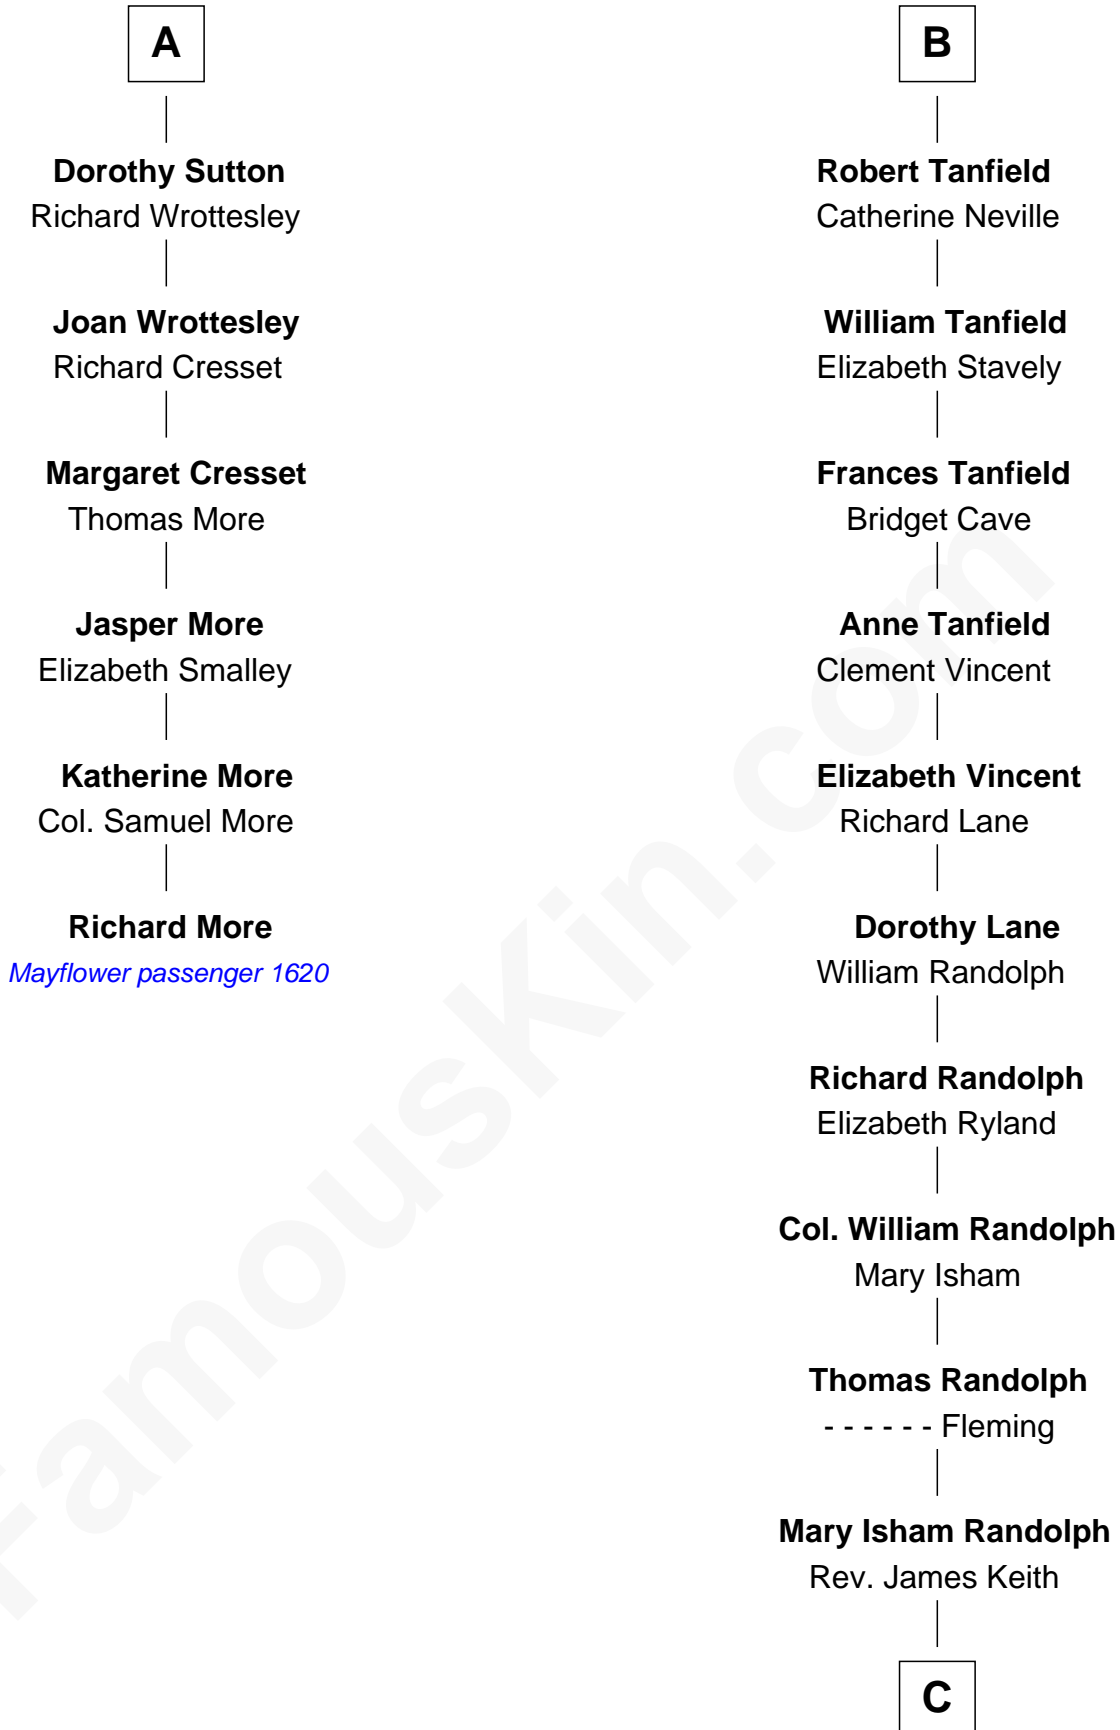 A
Dorothy Sutton
Richard Wrottesley
Joan Wrottesley
Richard Cresset
Margaret Cresset
Thomas More
Jasper More
Elizabeth Smalley
Katherine More
Col. Samuel More
Richard More
Mayflower passenger 1620
B
Robert Tanfield
Catherine Neville
William Tanfield
Elizabeth Stavely
Frances Tanfield
Bridget Cave
Anne Tanfield
Clement Vincent
Elizabeth Vincent
Richard Lane
Dorothy Lane
William Randolph
Richard Randolph
Elizabeth Ryland
Col. William Randolph
Mary Isham
Thomas Randolph
- - - - - - Fleming
Mary Isham Randolph
Rev. James Keith
C
FamousKin.com